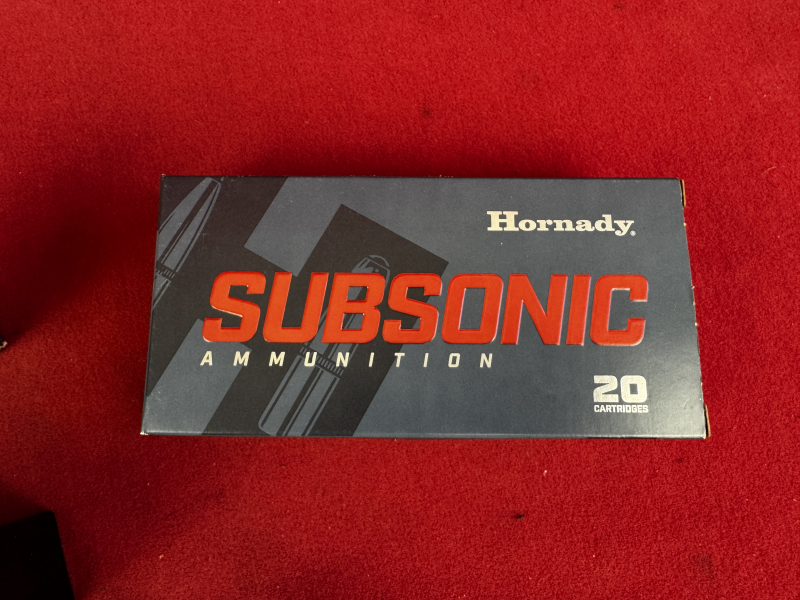 Hornady®
SUBSONIC
AMMUNITION
20
CARTRIDGES